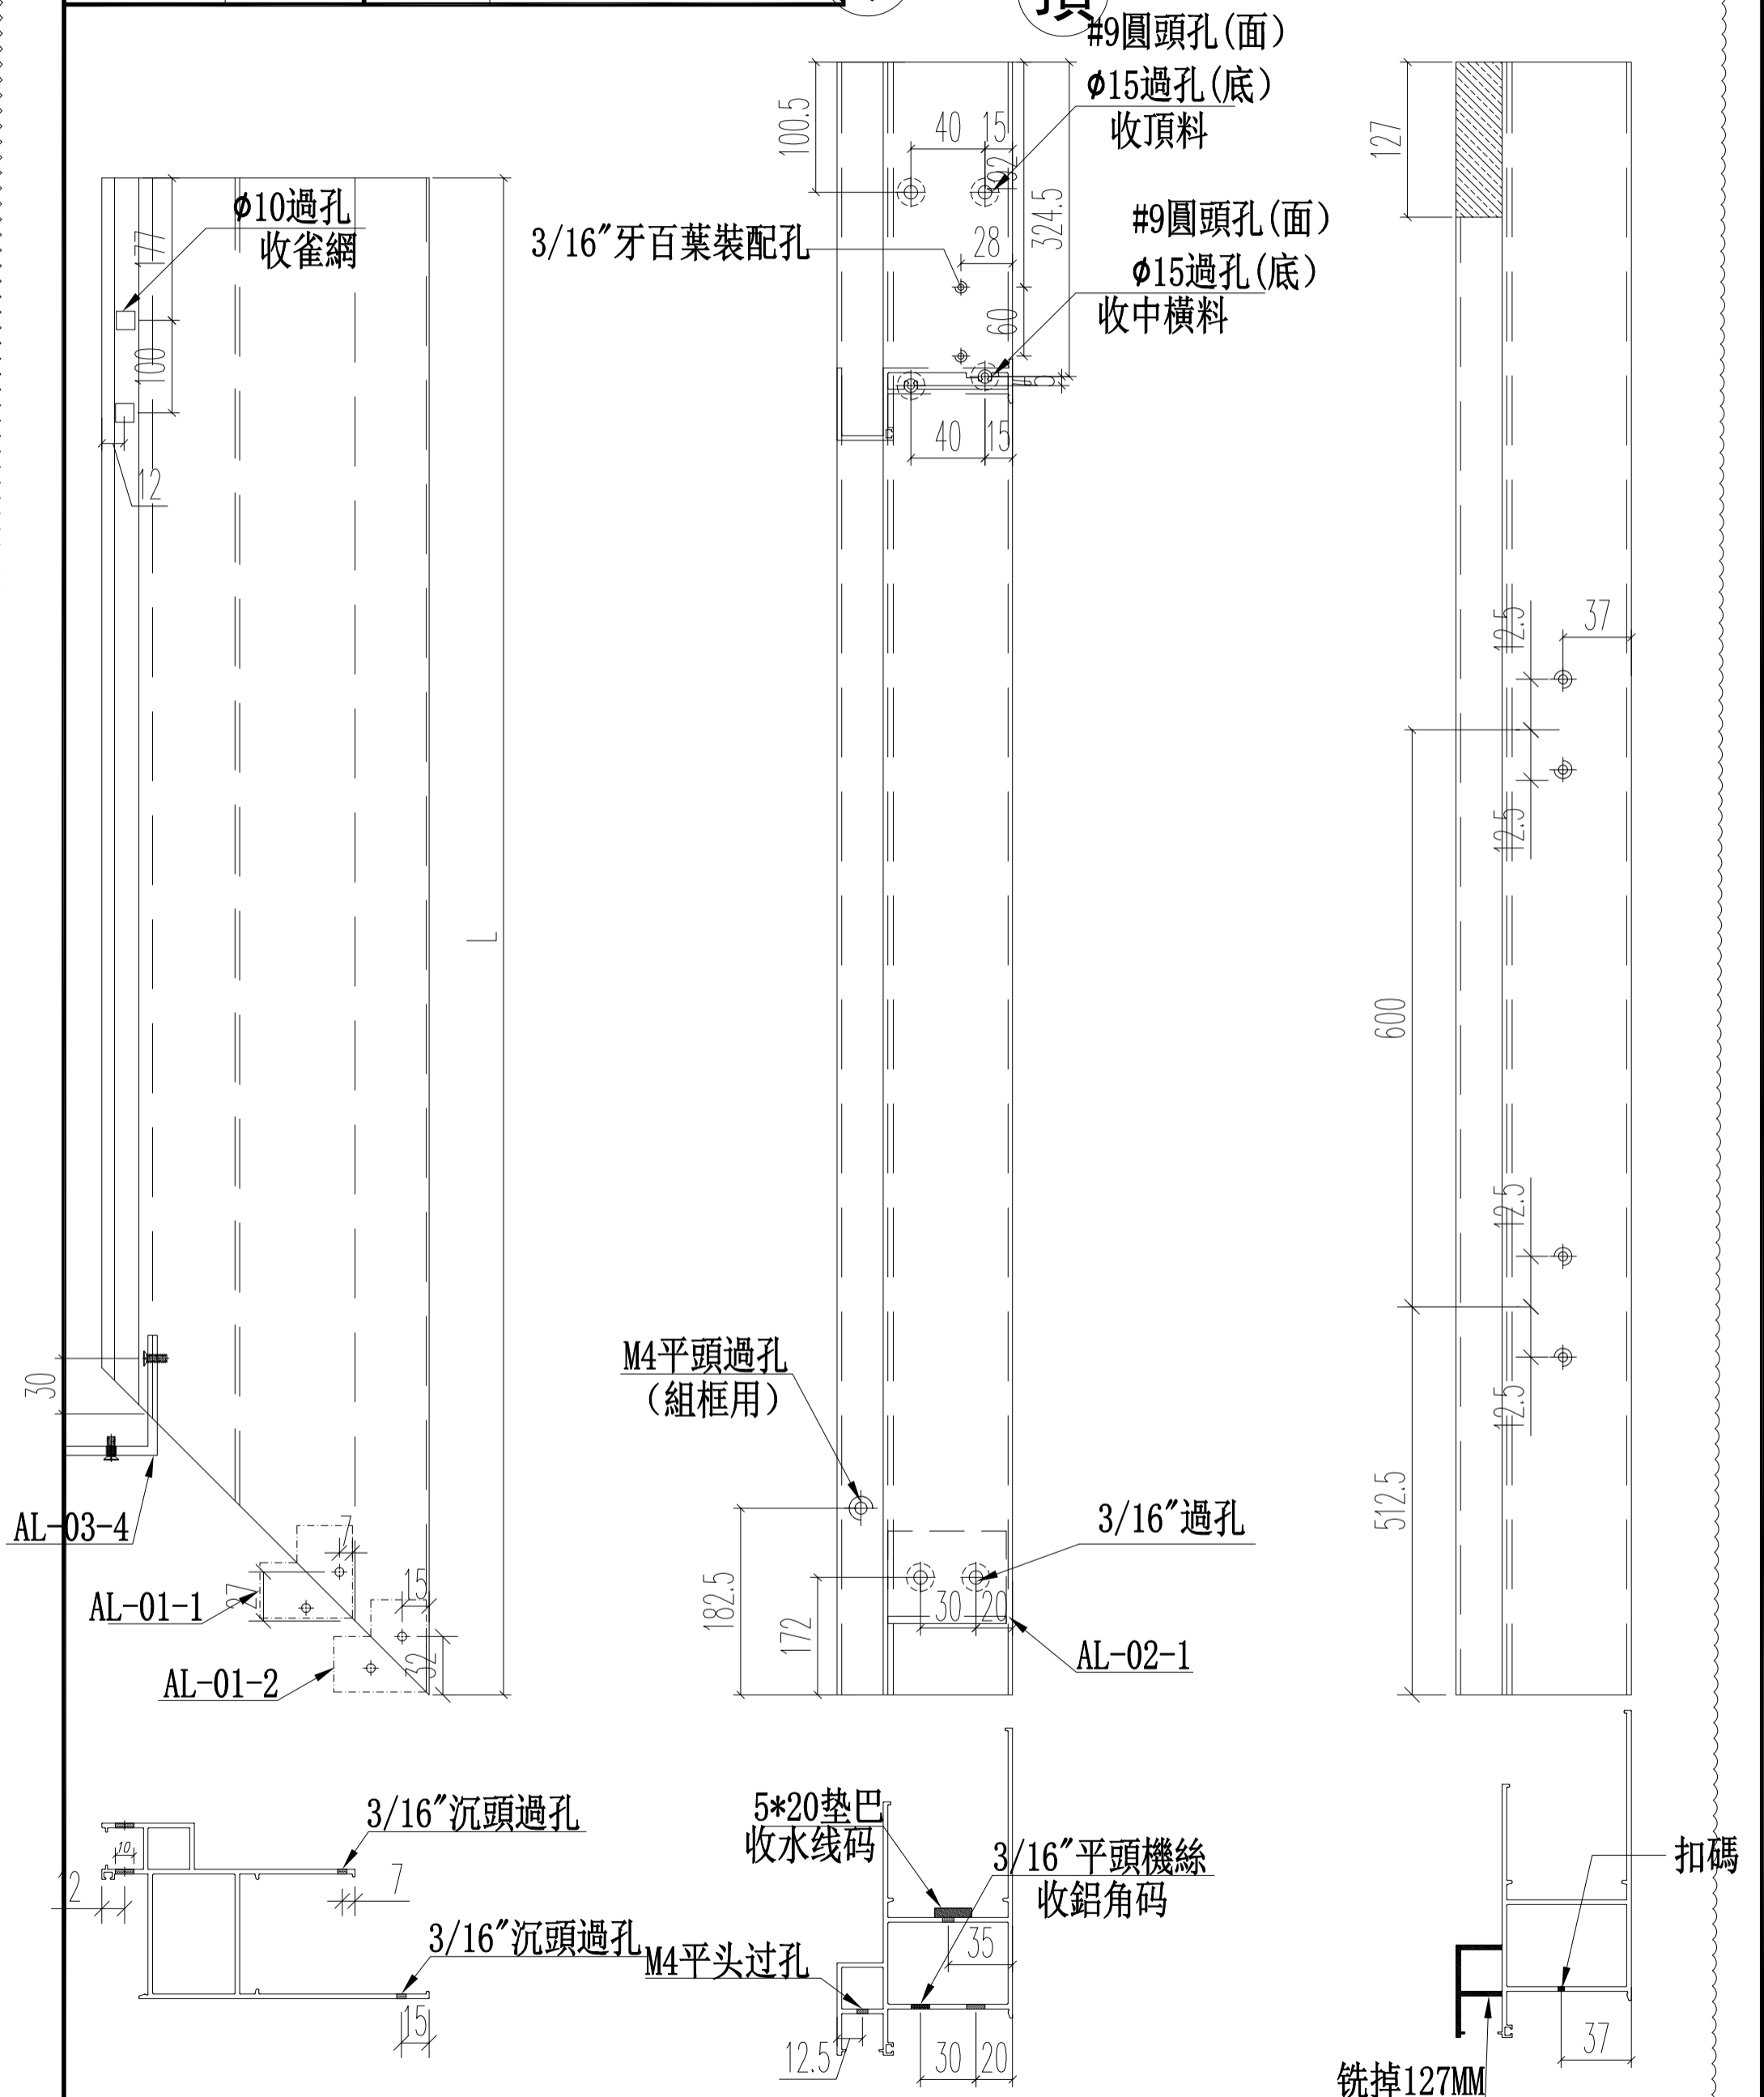 頂
#9圓頭孔(面)
ϕ15過孔(底)
收頂料
100.5
40
15
92
324.5
127
ϕ10過孔
收雀網
177
100
12
3/16"牙百葉裝配孔
28
60
#9圓頭孔(面)
ϕ15過孔(底)
收中橫料
40
15
12.5
37
12.5
600
L
12.5
12.5
512.5
30
M4平頭過孔
(組框用)
AL-03-4
7
27
15
AL-01-1
32
AL-01-2
182.5
172
3/16"過孔
30
20
AL-02-1
3/16"沉頭過孔
10
2
7
3/16"沉頭過孔
15
5*20垫巴
收水线码
3/16"平頭機絲
收鋁角码
35
M4平头过孔
12.5
30
20
扣碼
37
铣掉127MM